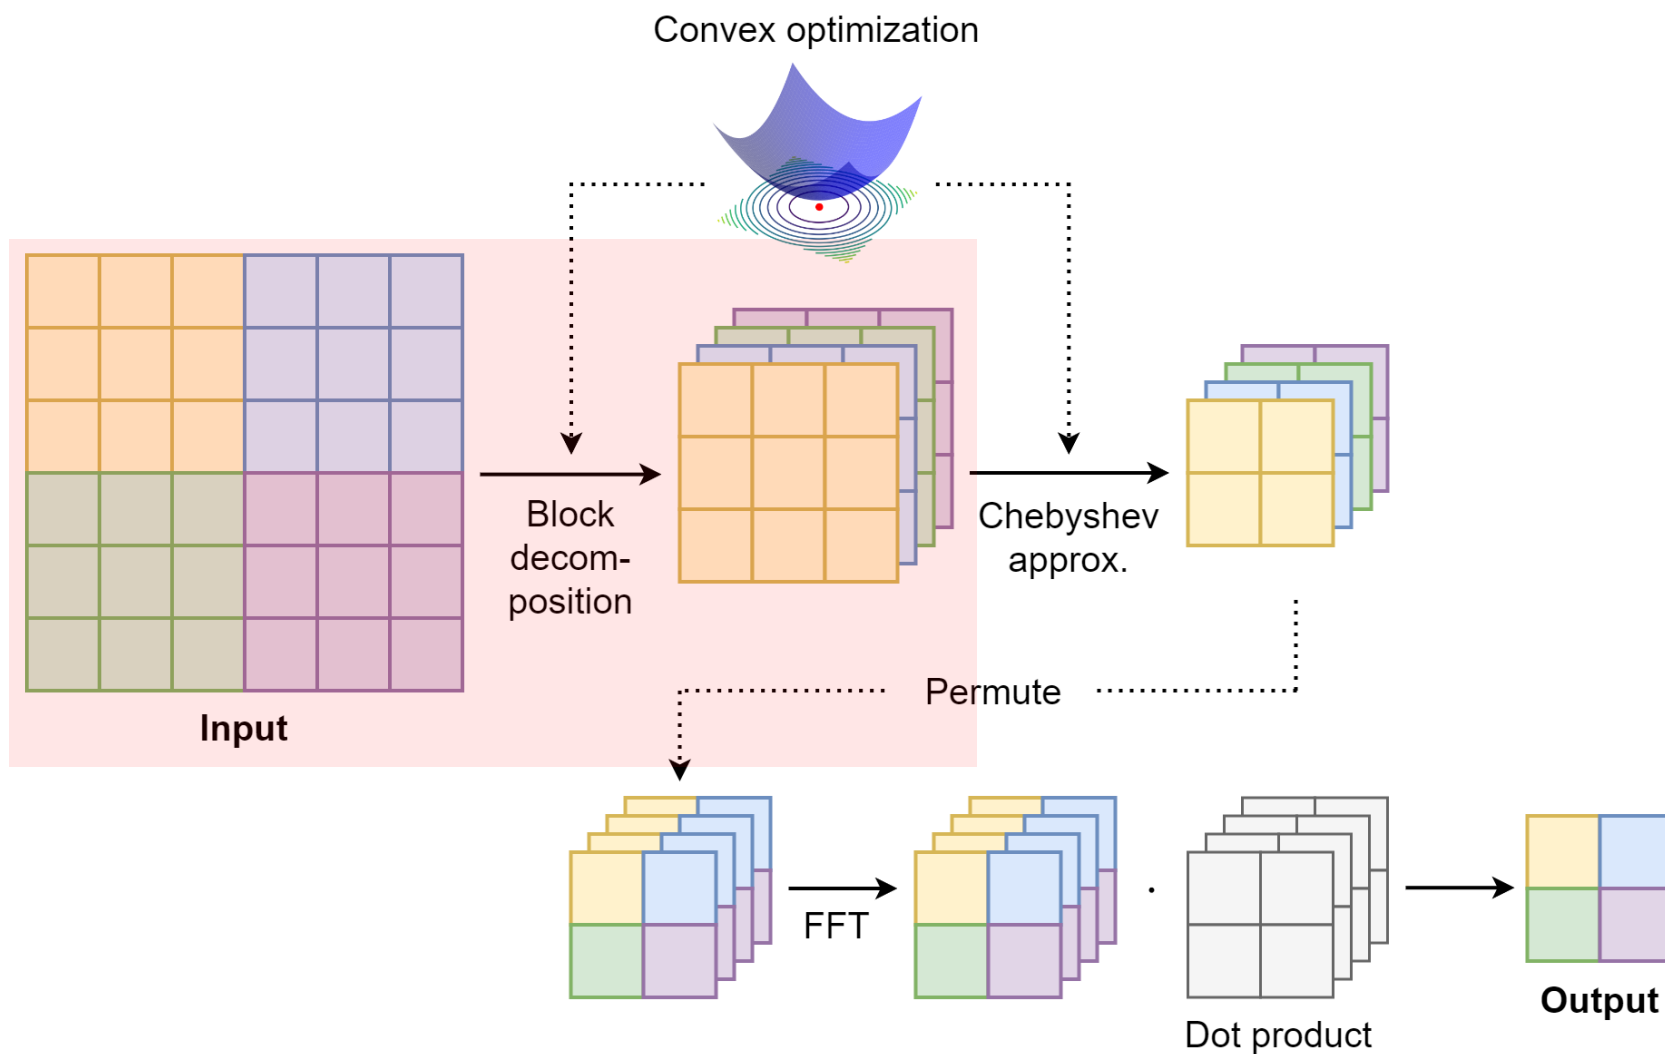 Convex optimization
Block
decom-
position
Chebyshev
approx.
Input
Permute
FFT
.
Dot product
Output